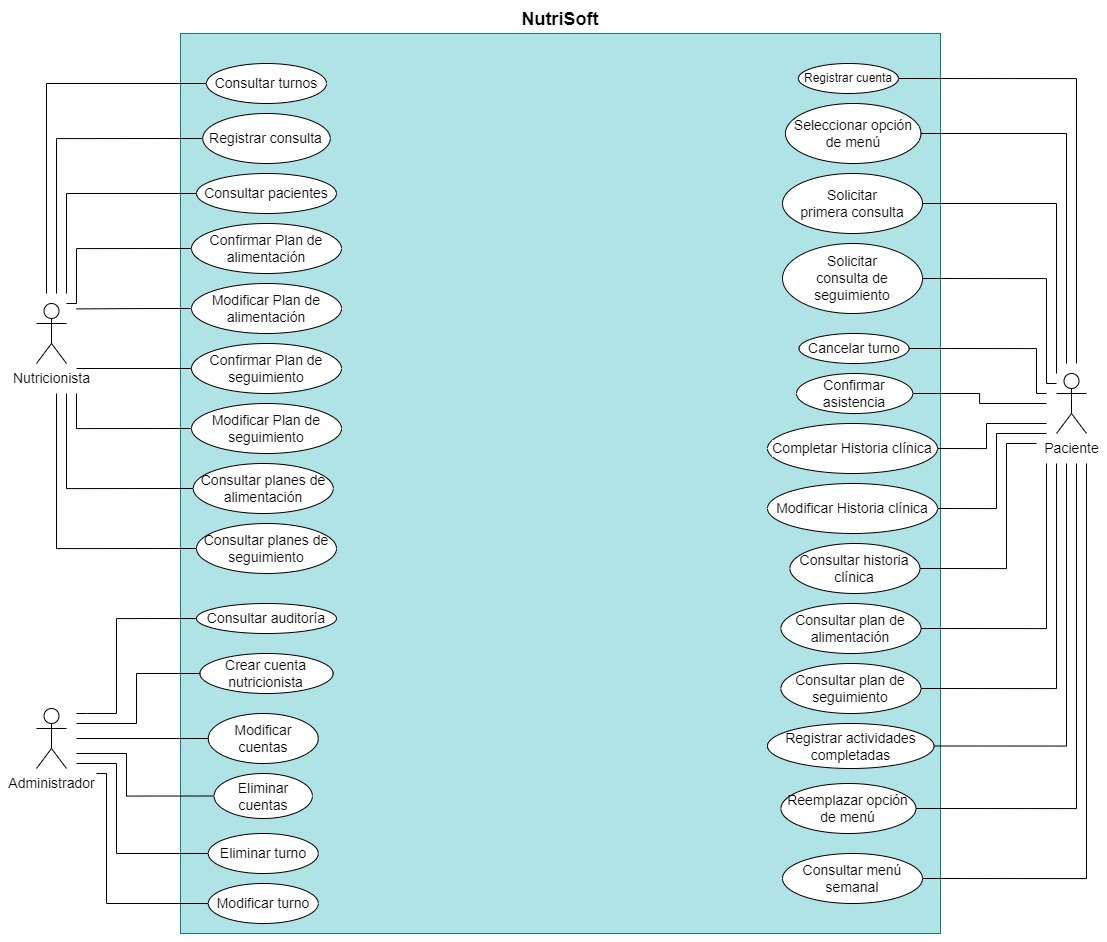 NutriSoft
Consultar turnos
Registrar consulta
Consultar pacientes
Confirmar Plan de
alimentación
Modificar Plan de
alimentación
Nutricionista
Confirmar Plan de
seguimiento
Modificar Plan de
seguimiento
Consultar planes de
alimentación
Consultar planes de
seguimiento
Consultar auditoría
Crear cuenta
nutricionista
Modificar
cuentas
Administrador
Eliminar
cuentas
Eliminar turno
Modificar turno
Registrar cuenta
Seleccionar opción
de menú
Solicitar
primera consulta
Solicitar
consulta de
seguimiento
Cancelar turno
Confirmar
asistencia
Completar Historia clínica
Paciente
Modificar Historia clínica
Consultar historia
clínica
Consultar plan de
alimentación
Consultar plan de
seguimiento
Registrar actividades
completadas
Reemplazar opción
de menú
Consultar menú
semanal